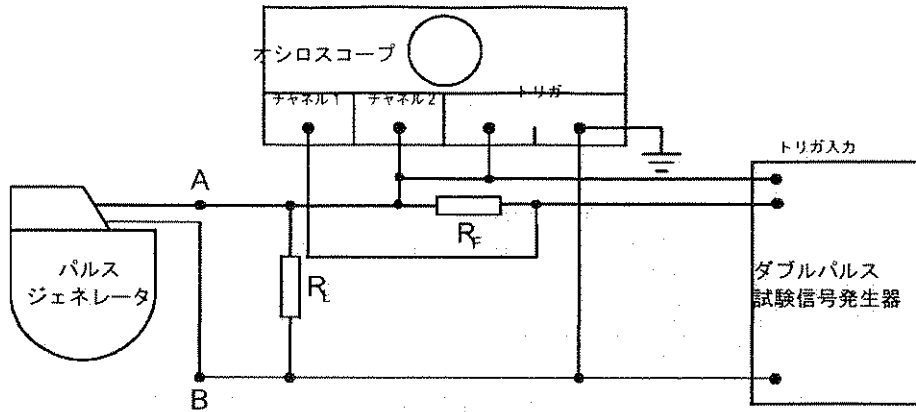 オシロスコープ
チャネル1
チャネル2
トリガ
トリガ入力
A
パルス
ジェネレータ
RF
RL
ダブルパルス
試験信号発生器
B